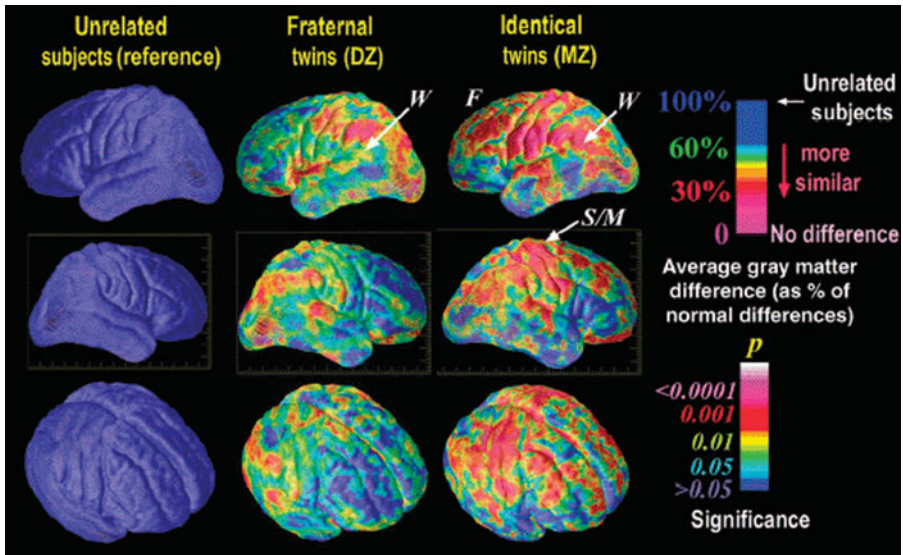 Unrelated
subjects (reference)
Fraternal
twins (DZ)
Identical
twins (MZ)
W
F
W
S/M
100%
60%
30%
0
Unrelated
subjects
more
similar
No difference
Average gray matter
difference (as % of
normal differences)
p
<0.0001
0.001
0.01
0.05
>0.05
Significance